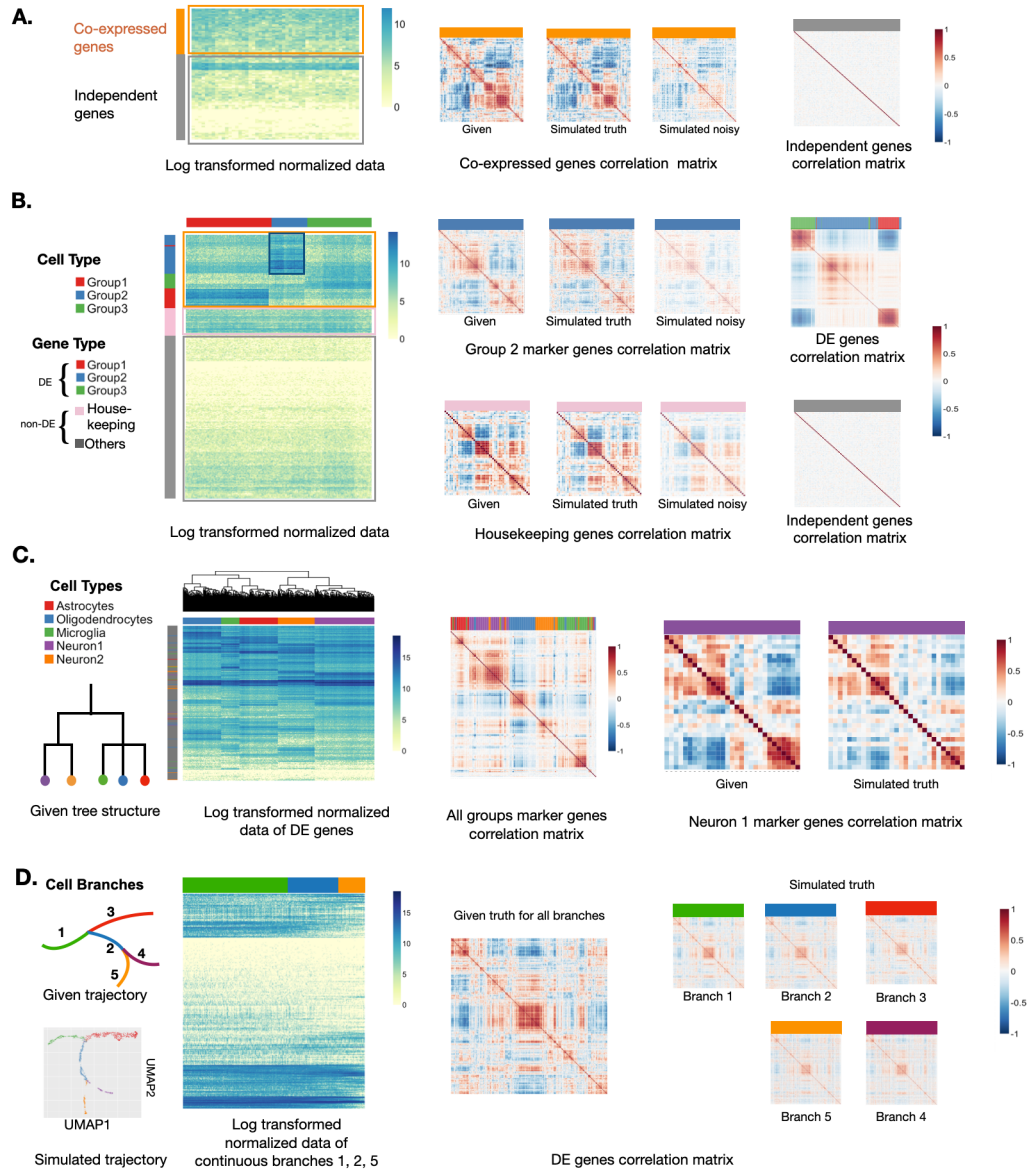 A.
Co-expressed
genes
Independent
genes
10
5
0
Log transformed normalized data
Given
Simulated truth
Simulated noisy
Co-expressed genes correlation matrix
Independent genes
correlation matrix
1
0.5
0
-0.5
-1
B.
Cell Type
Group1
Group2
Group3
Gene Type
DE
{
Group1
Group2
Group3
non-DE
{
House-
keeping
Others
10
5
0
Log transformed normalized data
Given
Simulated truth
Simulated noisy
Group 2 marker genes correlation matrix
DE genes
correlation matrix
Given
Simulated truth
Simulated noisy
Housekeeping genes correlation matrix
1
0.5
0
-0.5
-1
Independent genes
correlation matrix
C.
Cell Types
Astrocytes
Oligodendrocytes
Microglia
Neuron1
Neuron2
Given tree structure
15
10
5
0
Log transformed normalized
data of DE genes
1
0.5
0
-0.5
-1
All groups marker genes
correlation matrix
Given
Simulated truth
1
0.5
0
-0.5
-1
Neuron 1 marker genes correlation matrix
D.
Cell Branches
3
1
2
4
5
Given trajectory
UMAP2
UMAP1
Simulated trajectory
15
10
5
0
Log transformed
normalized data of
continuous branches 1, 2, 5
Given truth for all branches
Simulated truth
Branch 1
Branch 2
Branch 3
Branch 5
Branch 4
1
0.5
0
-0.5
-1
DE genes correlation matrix